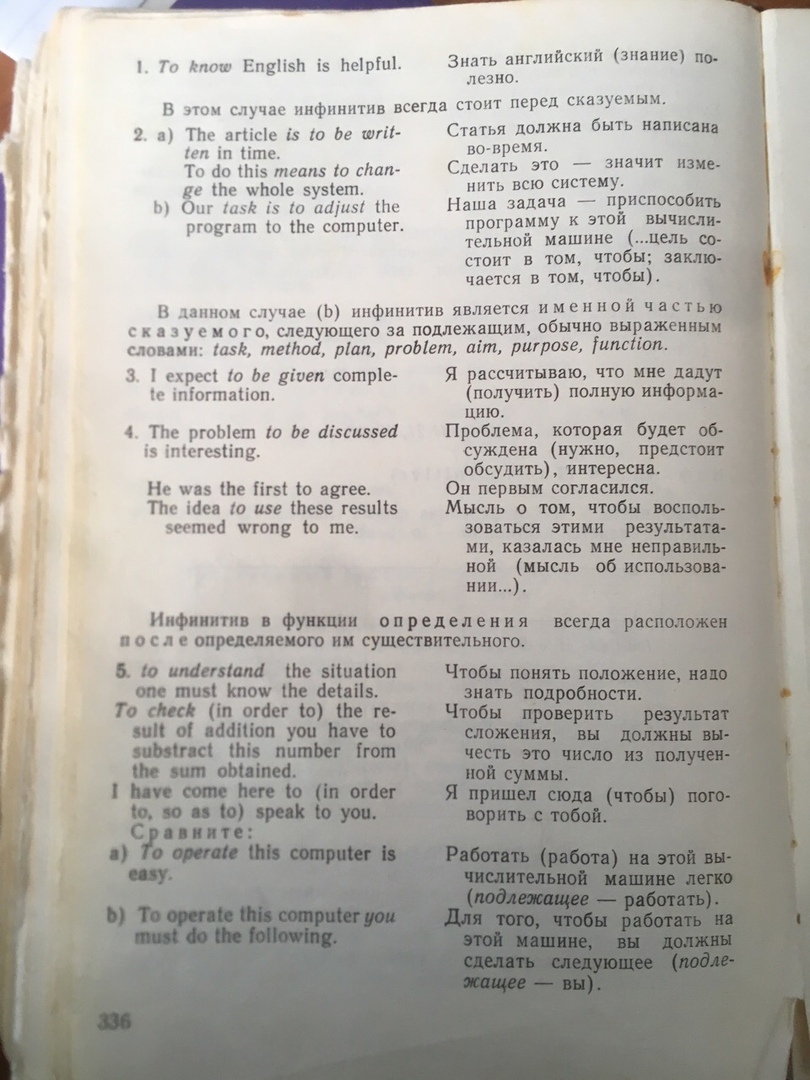 1. To know English is helpful. Знать английский (знание) по-
лезно.
В этом случае инфинитив всегда стоит перед сказуемым.
2. a) The article is to be writ-
ten in time.
To do this means to chan-
ge the whole system.
b) Our task is to adjust the
program to the computer.
Статья должна быть написана
во-время.
Сделать это — значит изме-
нить всю систему.
Наша задача — приспособить
программу к этой вычисли-
тельной машине (...цель со-
стоит в том, чтобы; заклю-
чается в том, чтобы).
В данном случае (b) инфинитив является именной частью
сказуемого, следующего за подлежащим, обычно выраженным
словами: task, method, plan, problem, aim, purpose, function.
3. I expect to be given comple-
te information.
Я рассчитываю, что мне дадут
(получить) полную информа-
цию.
4. The problem to be discussed
is interesting.
Проблема, которая будет об-
суждена (нужно, предстоит
обсудить), интересна.
He was the first to agree.
Он первым согласился.
The idea to use these results
seemed wrong to me.
Мысль о том, чтобы восполь-
зоваться этими результата-
ми, казалась мне неправиль-
ной (мысль об использова-
нии...).
Инфинитив в функции определения всегда расположен
после определяемого им существительного.
5. to understand the situation
one must know the details.
Чтобы понять положение, надо
знать подробности.
To check (in order to) the re-
sult of addition you have to
substract this number from
the sum obtained.
Чтобы проверить результат
сложения, вы должны вы-
честь это число из получен-
ной суммы.
I have come here to (in order
to, so as to) speak to you.
Я пришел сюда (чтобы) пого-
ворить с тобой.
Сравните:
a) To operate this computer is
easy.
Работать (работа) на этой вы-
числительной машине легко
(подлежащее — работать).
b) To operate this computer you
must do the following.
Для того, чтобы работать на
этой машине, вы должны
сделать следующее (подле-
жащее — вы).
336